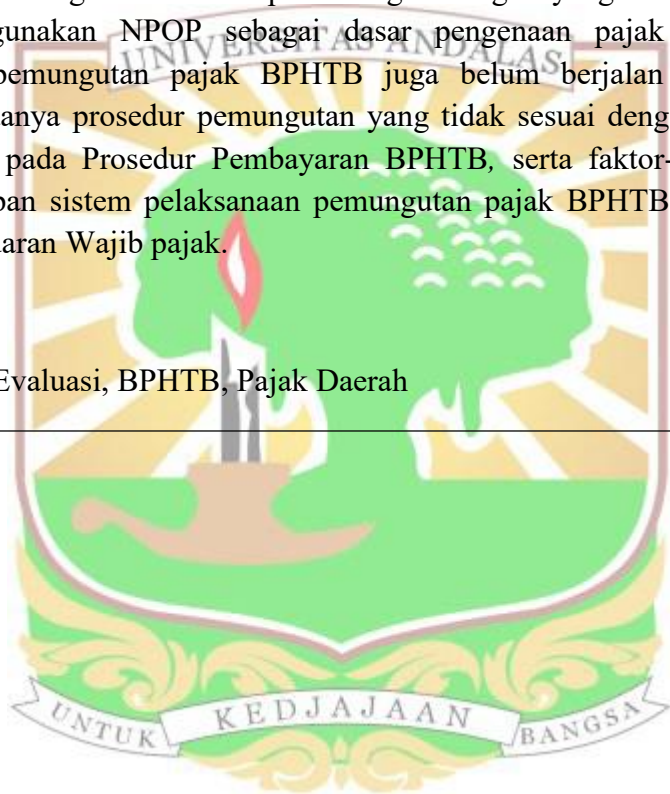 gunakan NPOP sebagai dasar pengenaan pajak
UNIVERSITAS ANDALAS
pemungutan pajak BPHTB juga belum berjalan
anya prosedur pemungutan yang tidak sesuai deng
pada Prosedur Pembayaran BPHTB, serta faktor-
pan sistem pelaksanaan pemungutan pajak BPHTB
aran Wajib pajak.
Evaluasi, BPHTB, Pajak Daerah
UNTUK KEDJAJAAN BANGSA